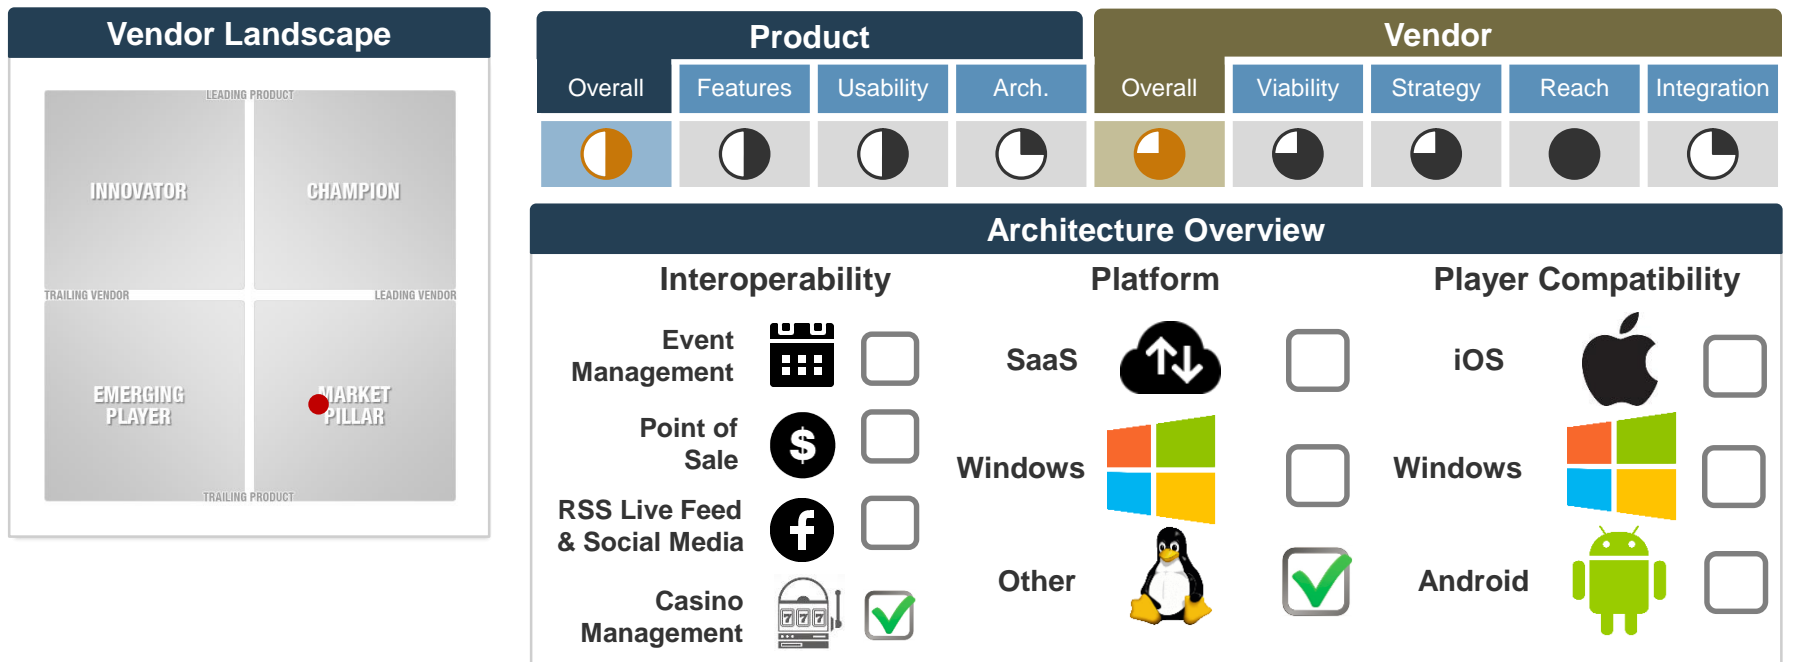 Vendor Landscape
LEADING PRODUCT
INNOVATOR
CHAMPION
TRAILING VENDOR
LEADING VENDOR
EMERGING
PLAYER
MARKET
PILLAR
TRAILING PRODUCT
Product
Vendor
Overall
Features
Usability
Arch.
Overall
Viability
Strategy
Reach
Integration
Architecture Overview
Interoperability
Event
Management
Point of
Sale
$
RSS Live Feed
& Social Media
f
Casino
Management
777
Platform
SaaS
Windows
Other
Player Compatibility
iOS
Windows
Android